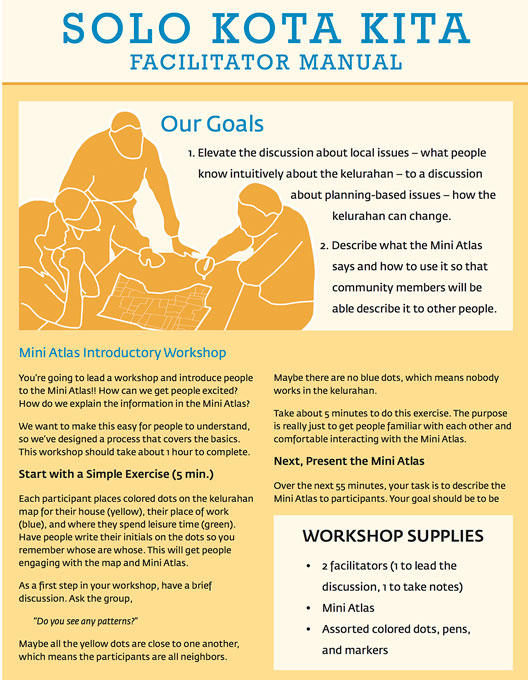 SOLO KOTA KITA
FACILITATOR MANUAL
Our Goals
1. Elevate the discussion about local issues – what people
know intuitively about the kelurahan – to a discussion
about planning-based issues – how the
kelurahan can change.
2. Describe what the Mini Atlas
says and how to use it so that
community members will be
able describe it to other people.
Mini Atlas Introductory Workshop
You're going to lead a workshop and introduce people
to the Mini Atlas!! How can we get people excited?
How do we explain the information in the Mini Atlas?
We want to make this easy for people to understand,
so we've designed a process that covers the basics.
This workshop should take about 1 hour to complete.
Start with a Simple Exercise (5 min.)
Each participant places colored dots on the kelurahan
map for their house (yellow), their place of work
(blue), and where they spend leisure time (green).
Have people write their initials on the dots so you
remember whose are whose. This will get people
engaging with the map and Mini Atlas.
As a first step in your workshop, have a brief
discussion. Ask the group,
"Do you see any patterns?"
Maybe all the yellow dots are close to one another,
which means the participants are all neighbors.
Maybe there are no blue dots, which means nobody
works in the kelurahan.
Take about 5 minutes to do this exercise. The purpose
is really just to get people familiar with each other and
comfortable interacting with the Mini Atlas.
Next, Present the Mini Atlas
Over the next 55 minutes, your task is to describe the
Mini Atlas to participants. Your goal should be to be
WORKSHOP SUPPLIES
• 2 facilitators (1 to lead the
discussion, 1 to take notes)
• Mini Atlas
• Assorted colored dots, pens,
and markers